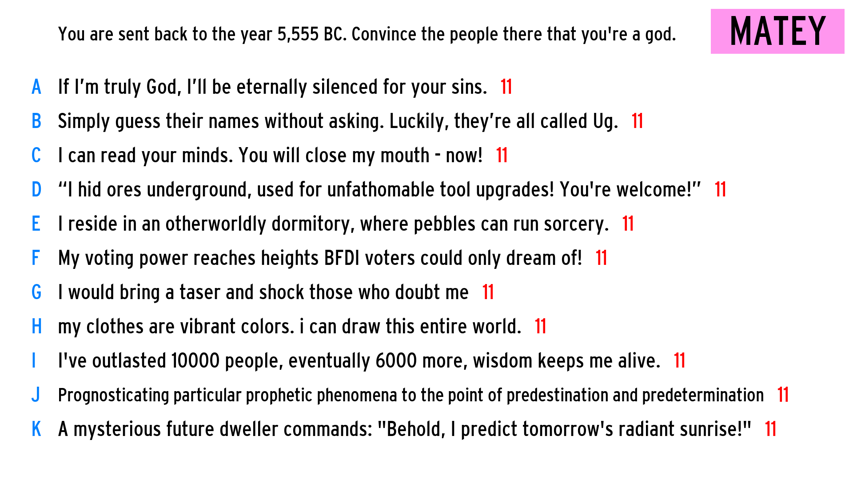 You are sent back to the year 5,555 BC. Convince the people there that you're a god.
MATEY
A If I’m truly God, I’ll be eternally silenced for your sins. 11
B Simply guess their names without asking. Luckily, they’re all called Ug. 11
C I can read your minds. You will close my mouth - now! 11
D “I hid ores underground, used for unfathomable tool upgrades! You're welcome!” 11
E I reside in an otherworldly dormitory, where pebbles can run sorcery. 11
F My voting power reaches heights BFDI voters could only dream of! 11
G I would bring a taser and shock those who doubt me 11
H my clothes are vibrant colors. i can draw this entire world. 11
I I've outlasted 10000 people, eventually 6000 more, wisdom keeps me alive. 11
J Prognosticating particular prophetic phenomena to the point of predestination and predetermination 11
K A mysterious future dweller commands: "Behold, I predict tomorrow's radiant sunrise!" 11